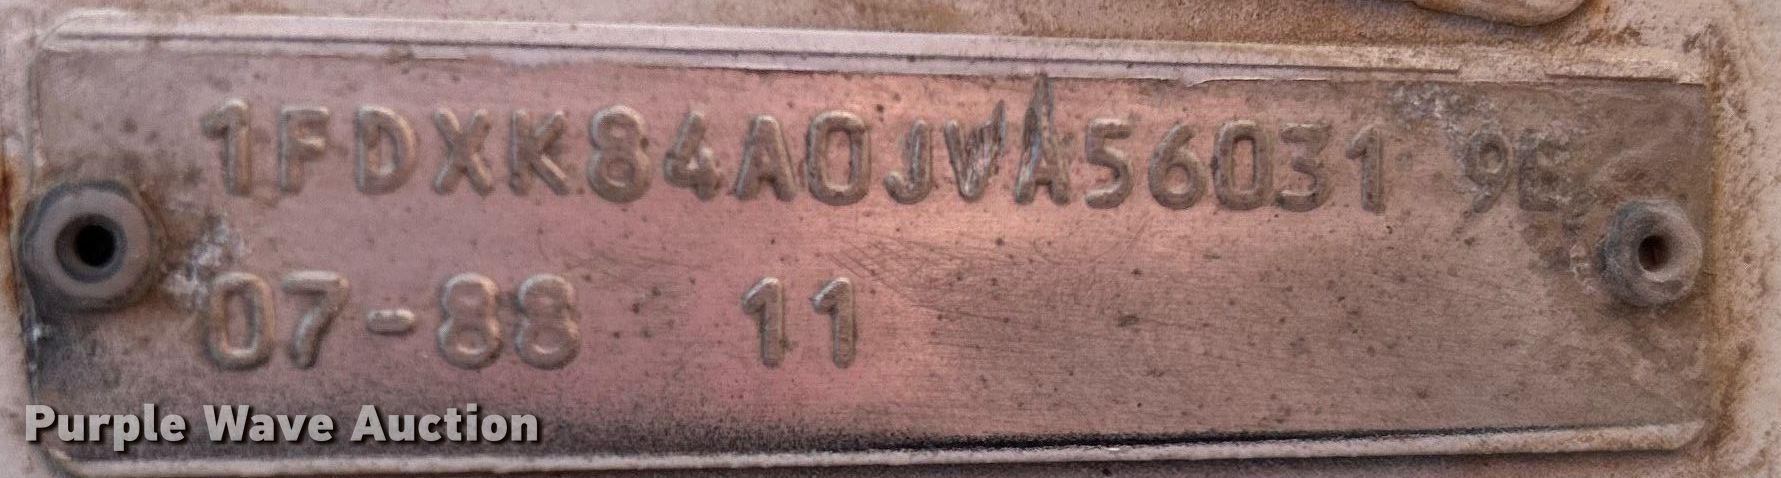 1FDXK84A0JVA56031 9E
07-88 11
Purple Wave Auction